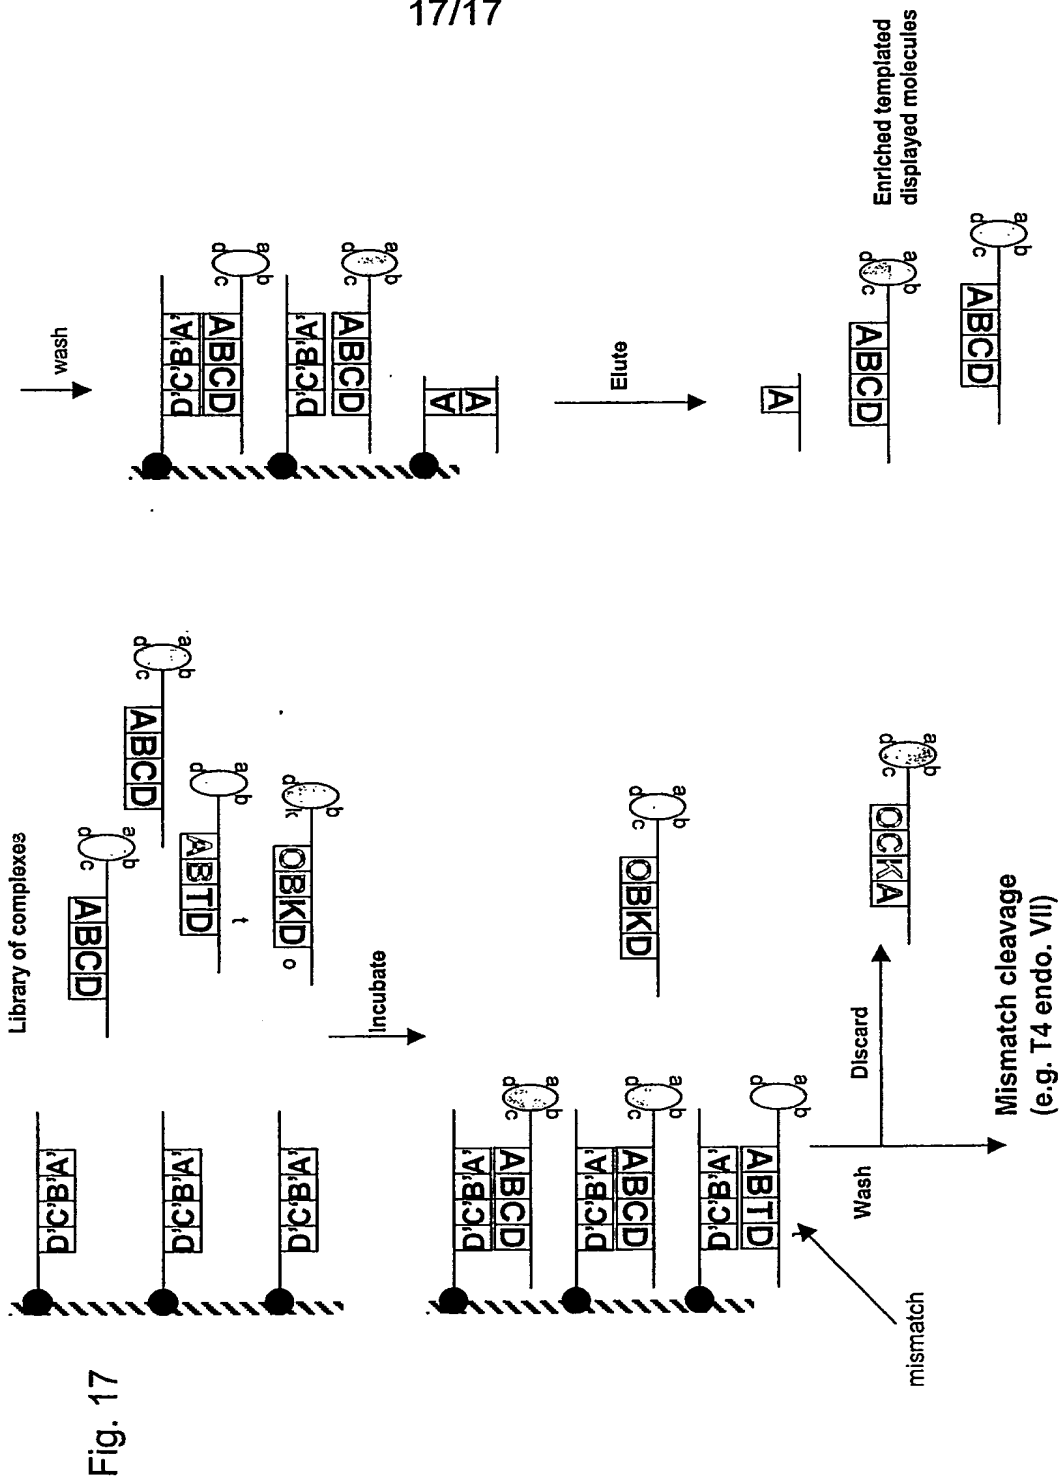 17/17
Fig. 17
Library of complexes
D'C'B'A'
D'C'B'A'
D'C'B'A'
ABCD
d a
c b
ABCD
d a
c b
ABTD
d a
b
t
OBKD
d
k b
o
Incubate
D'C'B'A'
ABCD
d a
c b
D'C'B'A'
ABCD
d a
c b
D'C'B'A'
ABTD
d a
b
mismatch
OBKD
d a
c b
Wash
Discard
OCKA
d a
c b
Mismatch cleavage
(e.g. T4 endo. VII)
wash
D'C'B'A'
ABCD
d a
c b
D'C'B'A'
ABCD
d a
c b
A
A
Elute
A
ABCD
d a
c b
ABCD
d a
c b
Enriched templated
displayed molecules